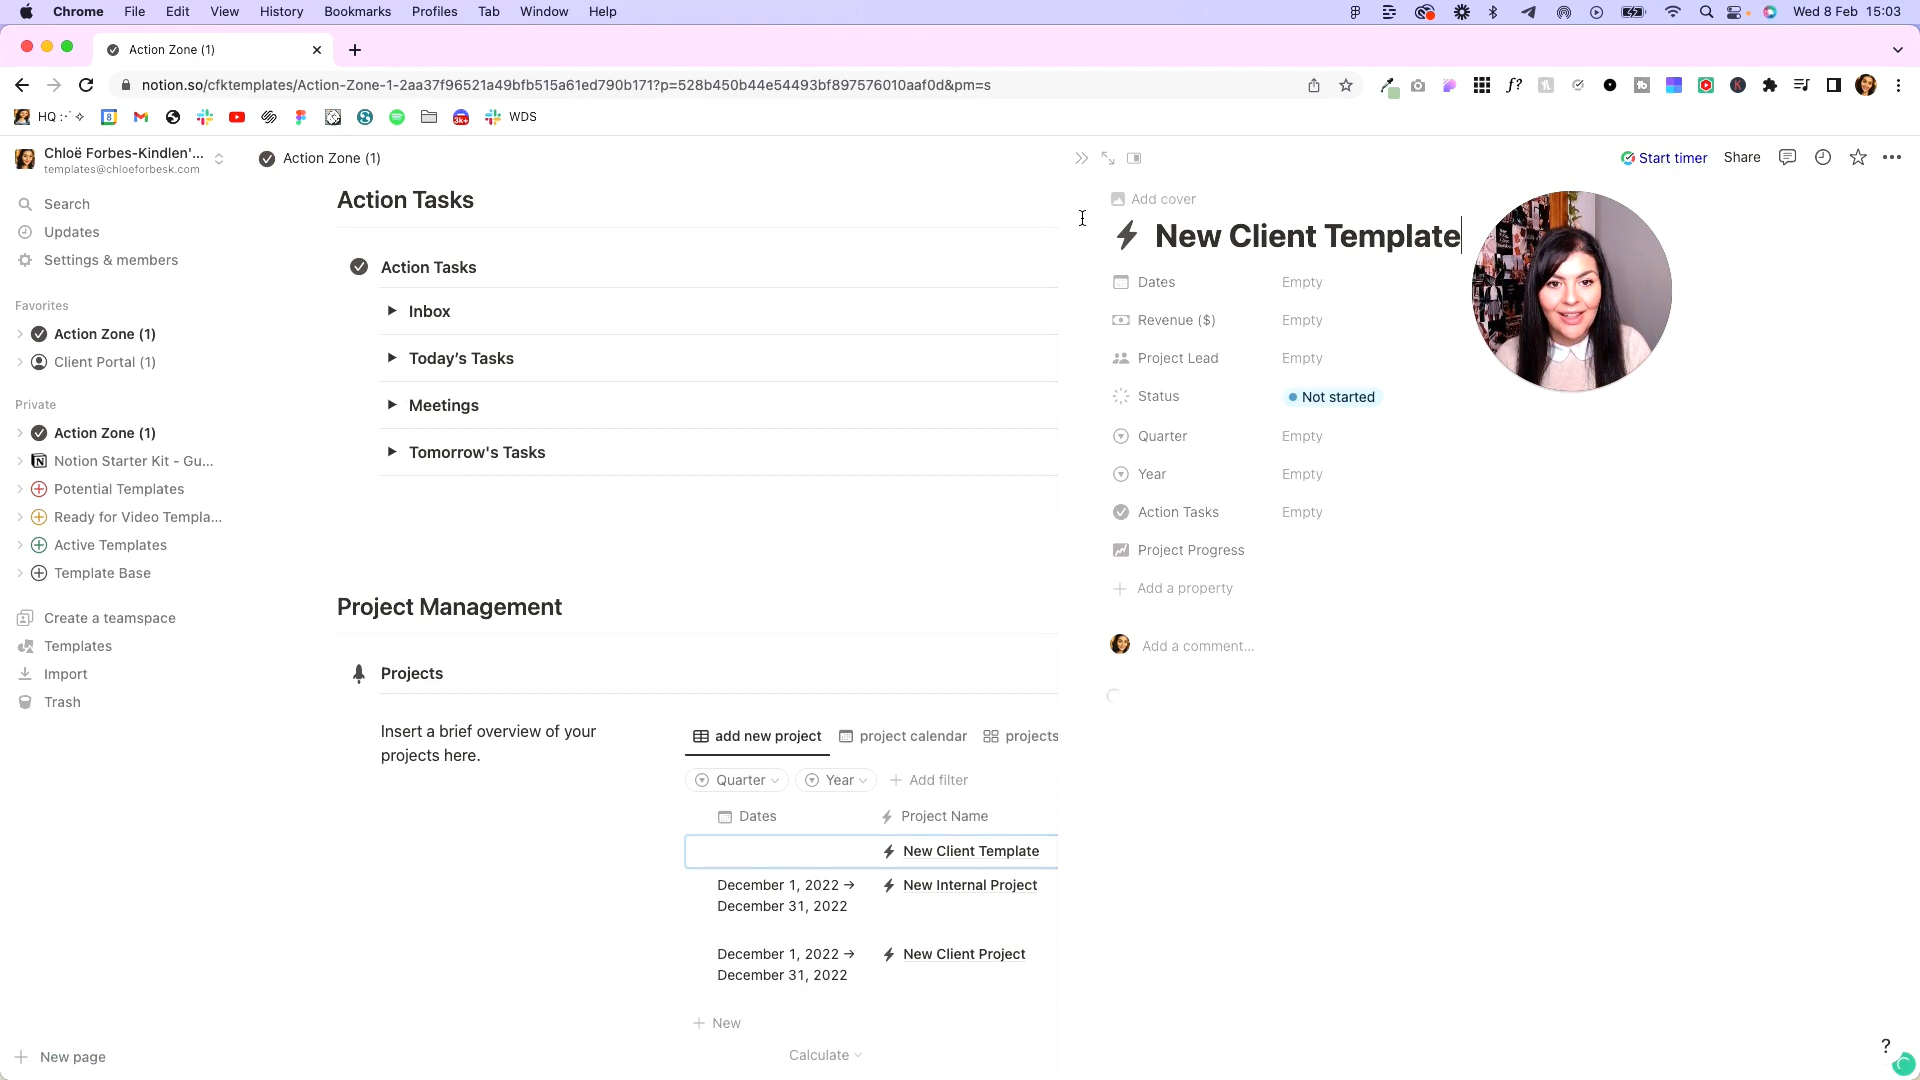 Chrome File Edit View History Bookmarks Profiles Tab Window Help
Wed 8 Feb 15:03
Action Zone (1)
notion.so/cfktemplates/Action-Zone-1-2aa37f96521a49bfb515a61ed790b171?p=528b450b44e54493bf897576010aaf0d&pm=s
HQ
WDS
Chloë Forbes-Kindlen'...
templates@chloeforbesk.com
Search
Updates
Settings & members
Favorites
Action Zone (1)
Client Portal (1)
Private
Action Zone (1)
Notion Starter Kit - Gu...
Potential Templates
Ready for Video Templa...
Active Templates
Template Base
Create a teamspace
Templates
Import
Trash
New page
Action Zone (1)
Action Tasks
Action Tasks
Inbox
Today's Tasks
Meetings
Tomorrow's Tasks
Project Management
Projects
Insert a brief overview of your
projects here.
add new project project calendar projects
Quarter Year Add filter
Dates Project Name
New Client Template
December 1, 2022 → New Internal Project
December 31, 2022
December 1, 2022 → New Client Project
December 31, 2022
New
Calculate
Start timer Share
Add cover
New Client Template
Dates Empty
Revenue ($) Empty
Project Lead Empty
Status Not started
Quarter Empty
Year Empty
Action Tasks Empty
Project Progress
Add a property
Add a comment...
?